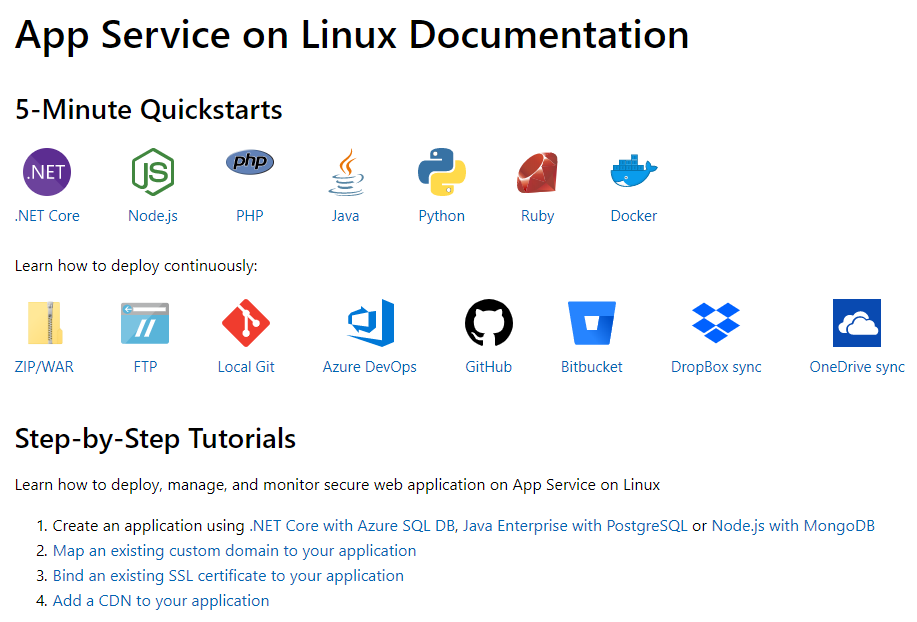 App Service on Linux Documentation
5-Minute Quickstarts
.NET JS php
.NET Core Node.js PHP Java Python Ruby Docker
Learn how to deploy continuously:
ZIP/WAR FTP Local Git Azure DevOps GitHub Bitbucket DropBox sync OneDrive sync
Step-by-Step Tutorials
Learn how to deploy, manage, and monitor secure web application on App Service on Linux
1. Create an application using .NET Core with Azure SQL DB, Java Enterprise with PostgreSQL or Node.js with MongoDB
2. Map an existing custom domain to your application
3. Bind an existing SSL certificate to your application
4. Add a CDN to your application